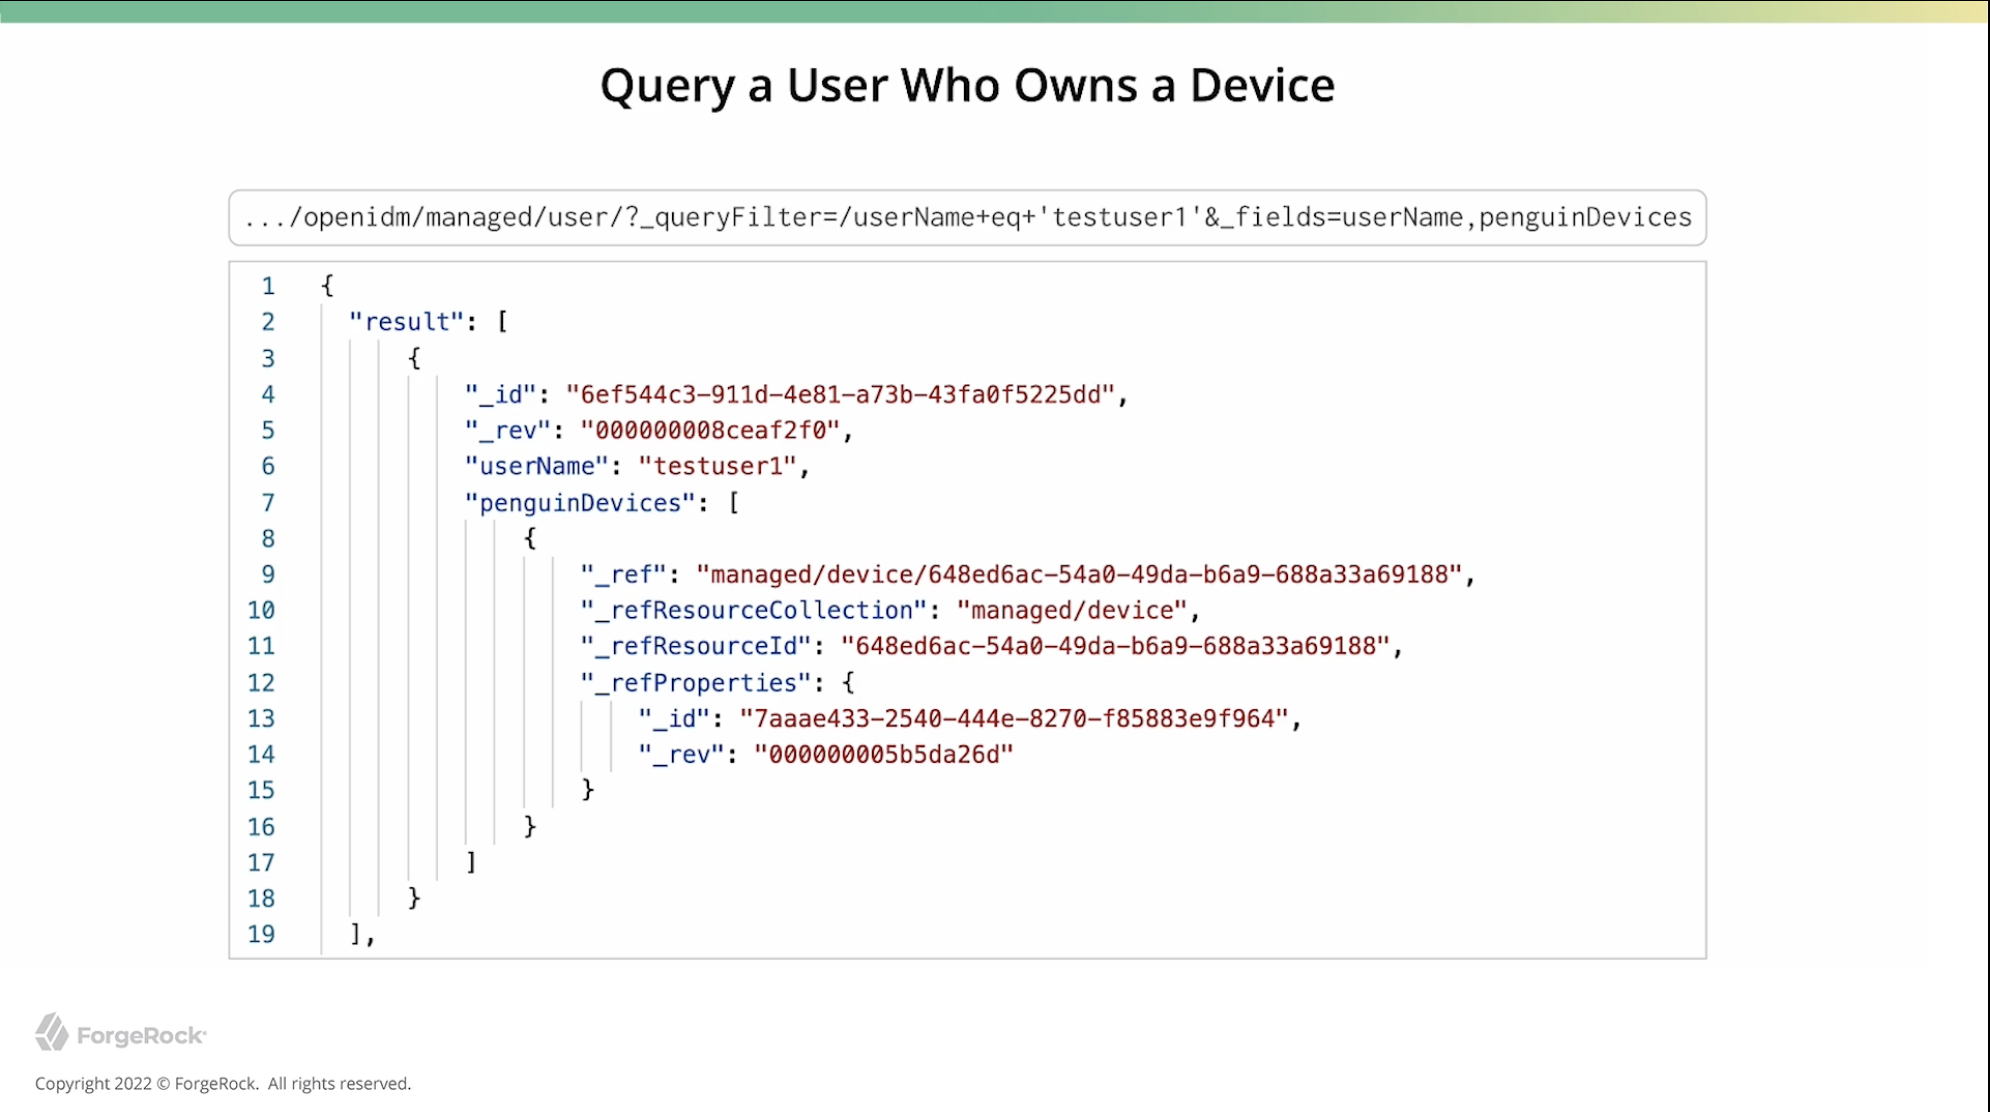 Query a User Who Owns a Device
.../openidm/managed/user/?_queryFilter=/userName+eq+'testuser1'&_fields=userName,penguinDevices
1 {
2 "result": [
3 {
4 "_id": "6ef544c3-911d-4e81-a73b-43fa0f5225dd",
5 "_rev": "000000008ceaf2f0",
6 "userName": "testuser1",
7 "penguinDevices": [
8 {
9 "_ref": "managed/device/648ed6ac-54a0-49da-b6a9-688a33a69188",
10 "_refResourceCollection": "managed/device",
11 "_refResourceId": "648ed6ac-54a0-49da-b6a9-688a33a69188",
12 "_refProperties": {
13 "_id": "7aaae433-2540-444e-8270-f85883e9f964",
14 "_rev": "000000005b5da26d"
15 }
16 }
17 ]
18 }
19 ],
ForgeRock
Copyright 2022 © ForgeRock. All rights reserved.